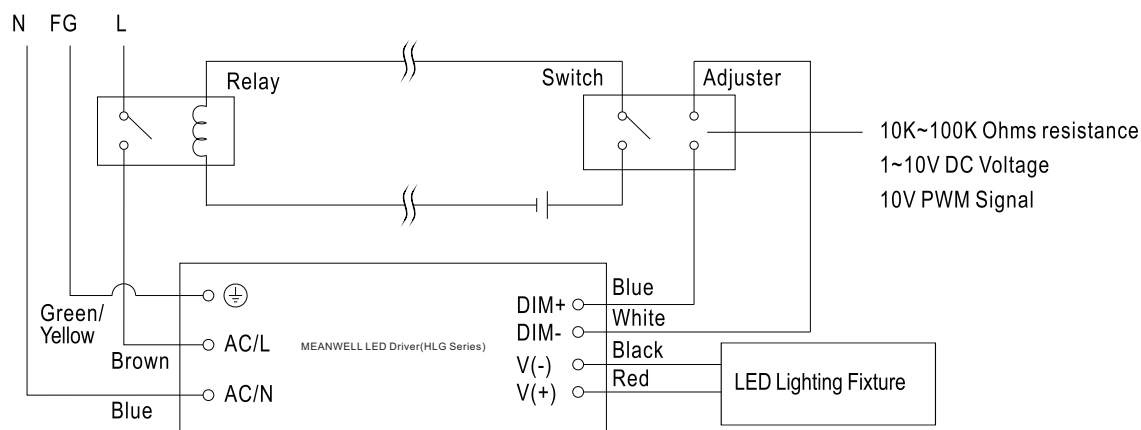 N FG L
Relay
Switch
Adjuster
10K~100K Ohms resistance
1~10V DC Voltage
10V PWM Signal
Green/
Yellow
Brown
Blue
AC/L
AC/N
MEANWELL LED Driver(HLG Series)
DIM+
DIM-
V(-)
V(+)
Blue
White
Black
Red
LED Lighting Fixture